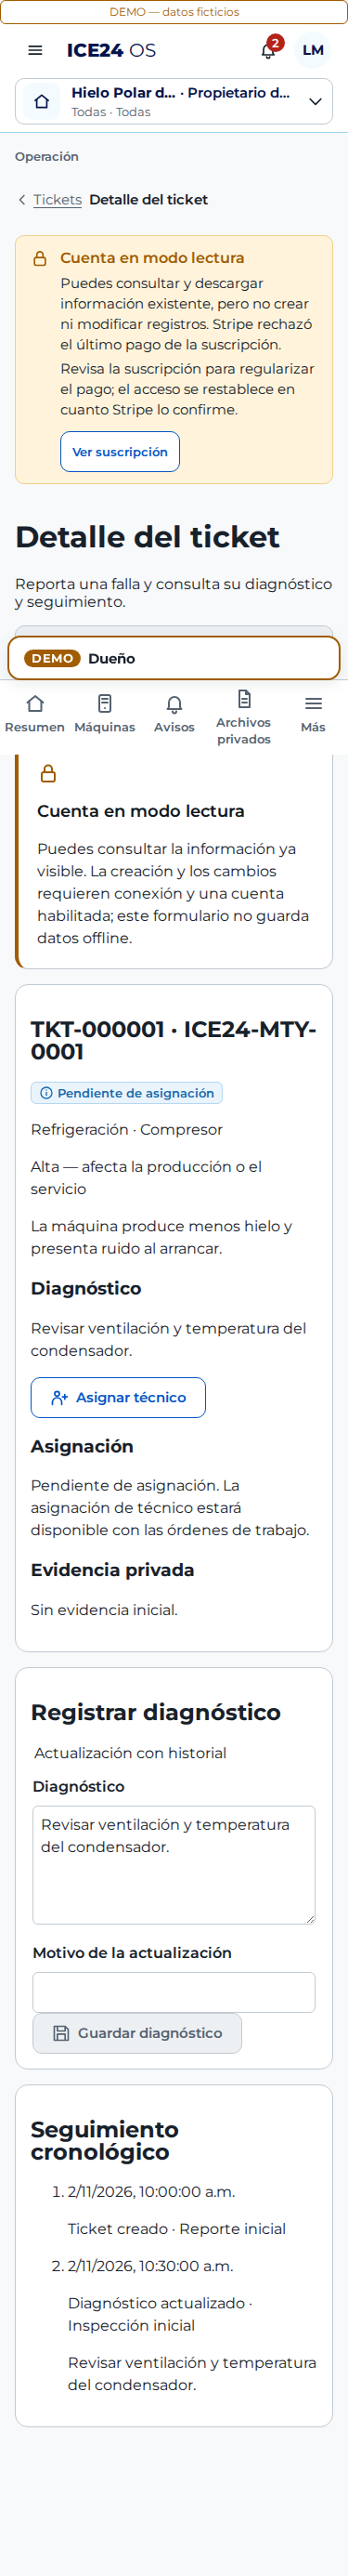 DEMO — datos ficticios
ICE24 OS
2
LM
Hielo Polar d... · Propietario d...
Todas · Todas
Operación
Tickets Detalle del ticket
Cuenta en modo lectura
Puedes consultar y descargar
información existente, pero no crear
ni modificar registros. Stripe rechazó
el último pago de la suscripción.
Revisa la suscripción para regularizar
el pago; el acceso se restablece en
cuanto Stripe lo confirme.
Ver suscripción
Detalle del ticket
Reporta una falla y consulta su diagnóstico
y seguimiento.
DEMO Dueño
Resumen
Máquinas
Avisos
Archivos
privados
Más
Cuenta en modo lectura
Puedes consultar la información ya
visible. La creación y los cambios
requieren conexión y una cuenta
habilitada; este formulario no guarda
datos offline.
TKT-000001 · ICE24-MTY-
0001
Pendiente de asignación
Refrigeración · Compresor
Alta — afecta la producción o el
servicio
La máquina produce menos hielo y
presenta ruido al arrancar.
Diagnóstico
Revisar ventilación y temperatura del
condensador.
Asignar técnico
Asignación
Pendiente de asignación. La
asignación de técnico estará
disponible con las órdenes de trabajo.
Evidencia privada
Sin evidencia inicial.
Registrar diagnóstico
Actualización con historial
Diagnóstico
Revisar ventilación y temperatura
del condensador.
Motivo de la actualización
Guardar diagnóstico
Seguimiento
cronológico
1. 2/11/2026, 10:00:00 a.m.
Ticket creado · Reporte inicial
2. 2/11/2026, 10:30:00 a.m.
Diagnóstico actualizado ·
Inspección inicial
Revisar ventilación y temperatura
del condensador.